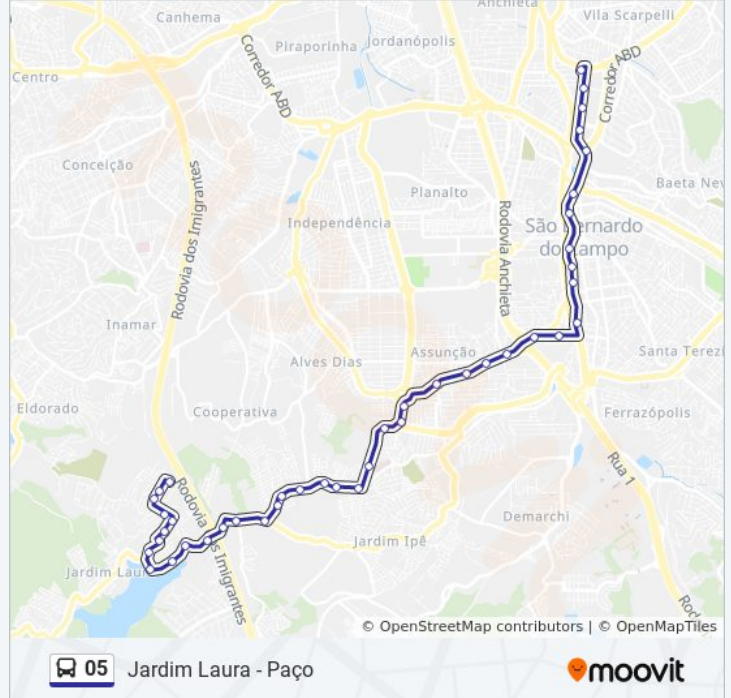 Anchieta
Canhema
Vila Scarpelli
Piraporinha
Jordanópolis
Corredor ABD
Corredor ABD
Centro
Conceição
Rodovia dos Imigrantes
Planalto
Baeta Nev
Independência
Rodovia Anchieta
São Bernardo
do Campo
Inamar
Alves Dias
Assunção
Santa Terezi
Eldorado
Cooperativa
Ferrazópolis
Rua 1
Rodovia dos Imigrantes
Demarchi
Jardim Ipê
Jardim Laura
© OpenStreetMap contributors | © OpenMapTiles
05 Jardim Laura - Paço
moovit